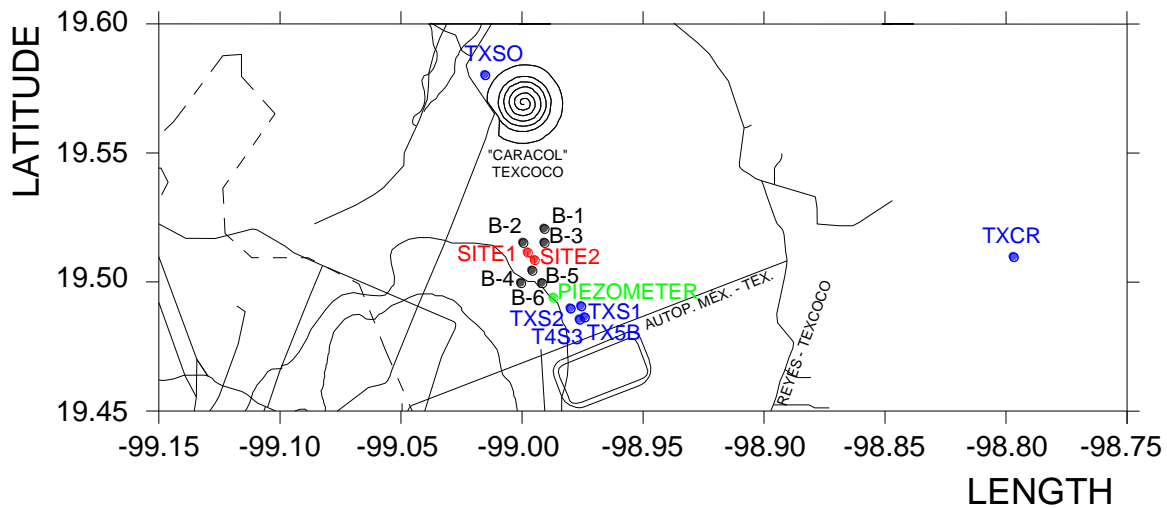 19.60
LATITUDE
TXSO
19.55
"CARACOL"
TEXCOCO
B-1
B-2
B-3
TXCR
SITE1
SITE2
19.50
B-4
B-5
B-6
PIEZOMETER
TXS2
TXS1
AUTOP. MEX. - TEX.
T4S3
TX5B
REYES - TEXCOCO
19.45
-99.15 -99.10 -99.05 -99.00 -98.95 -98.90 -98.85 -98.80 -98.75
LENGTH